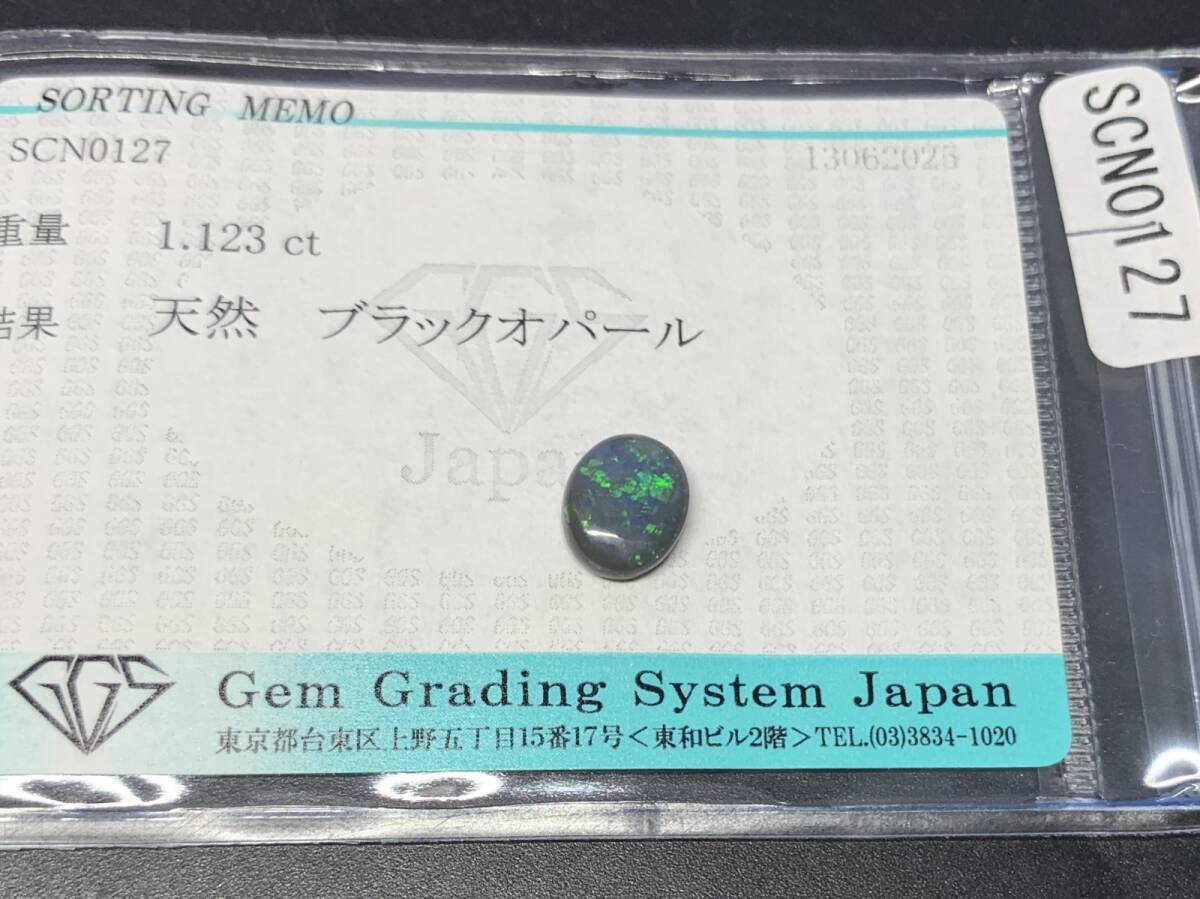 SORTING MEMO
SCN0127 13062025
重量 1.123 ct
結果 天然 ブラックオパール
Japan
GGS Gem Grading System Japan
東京都台東区上野五丁目15番17号<東和ビル2階>TEL.(03)3834-1020
SCN0127